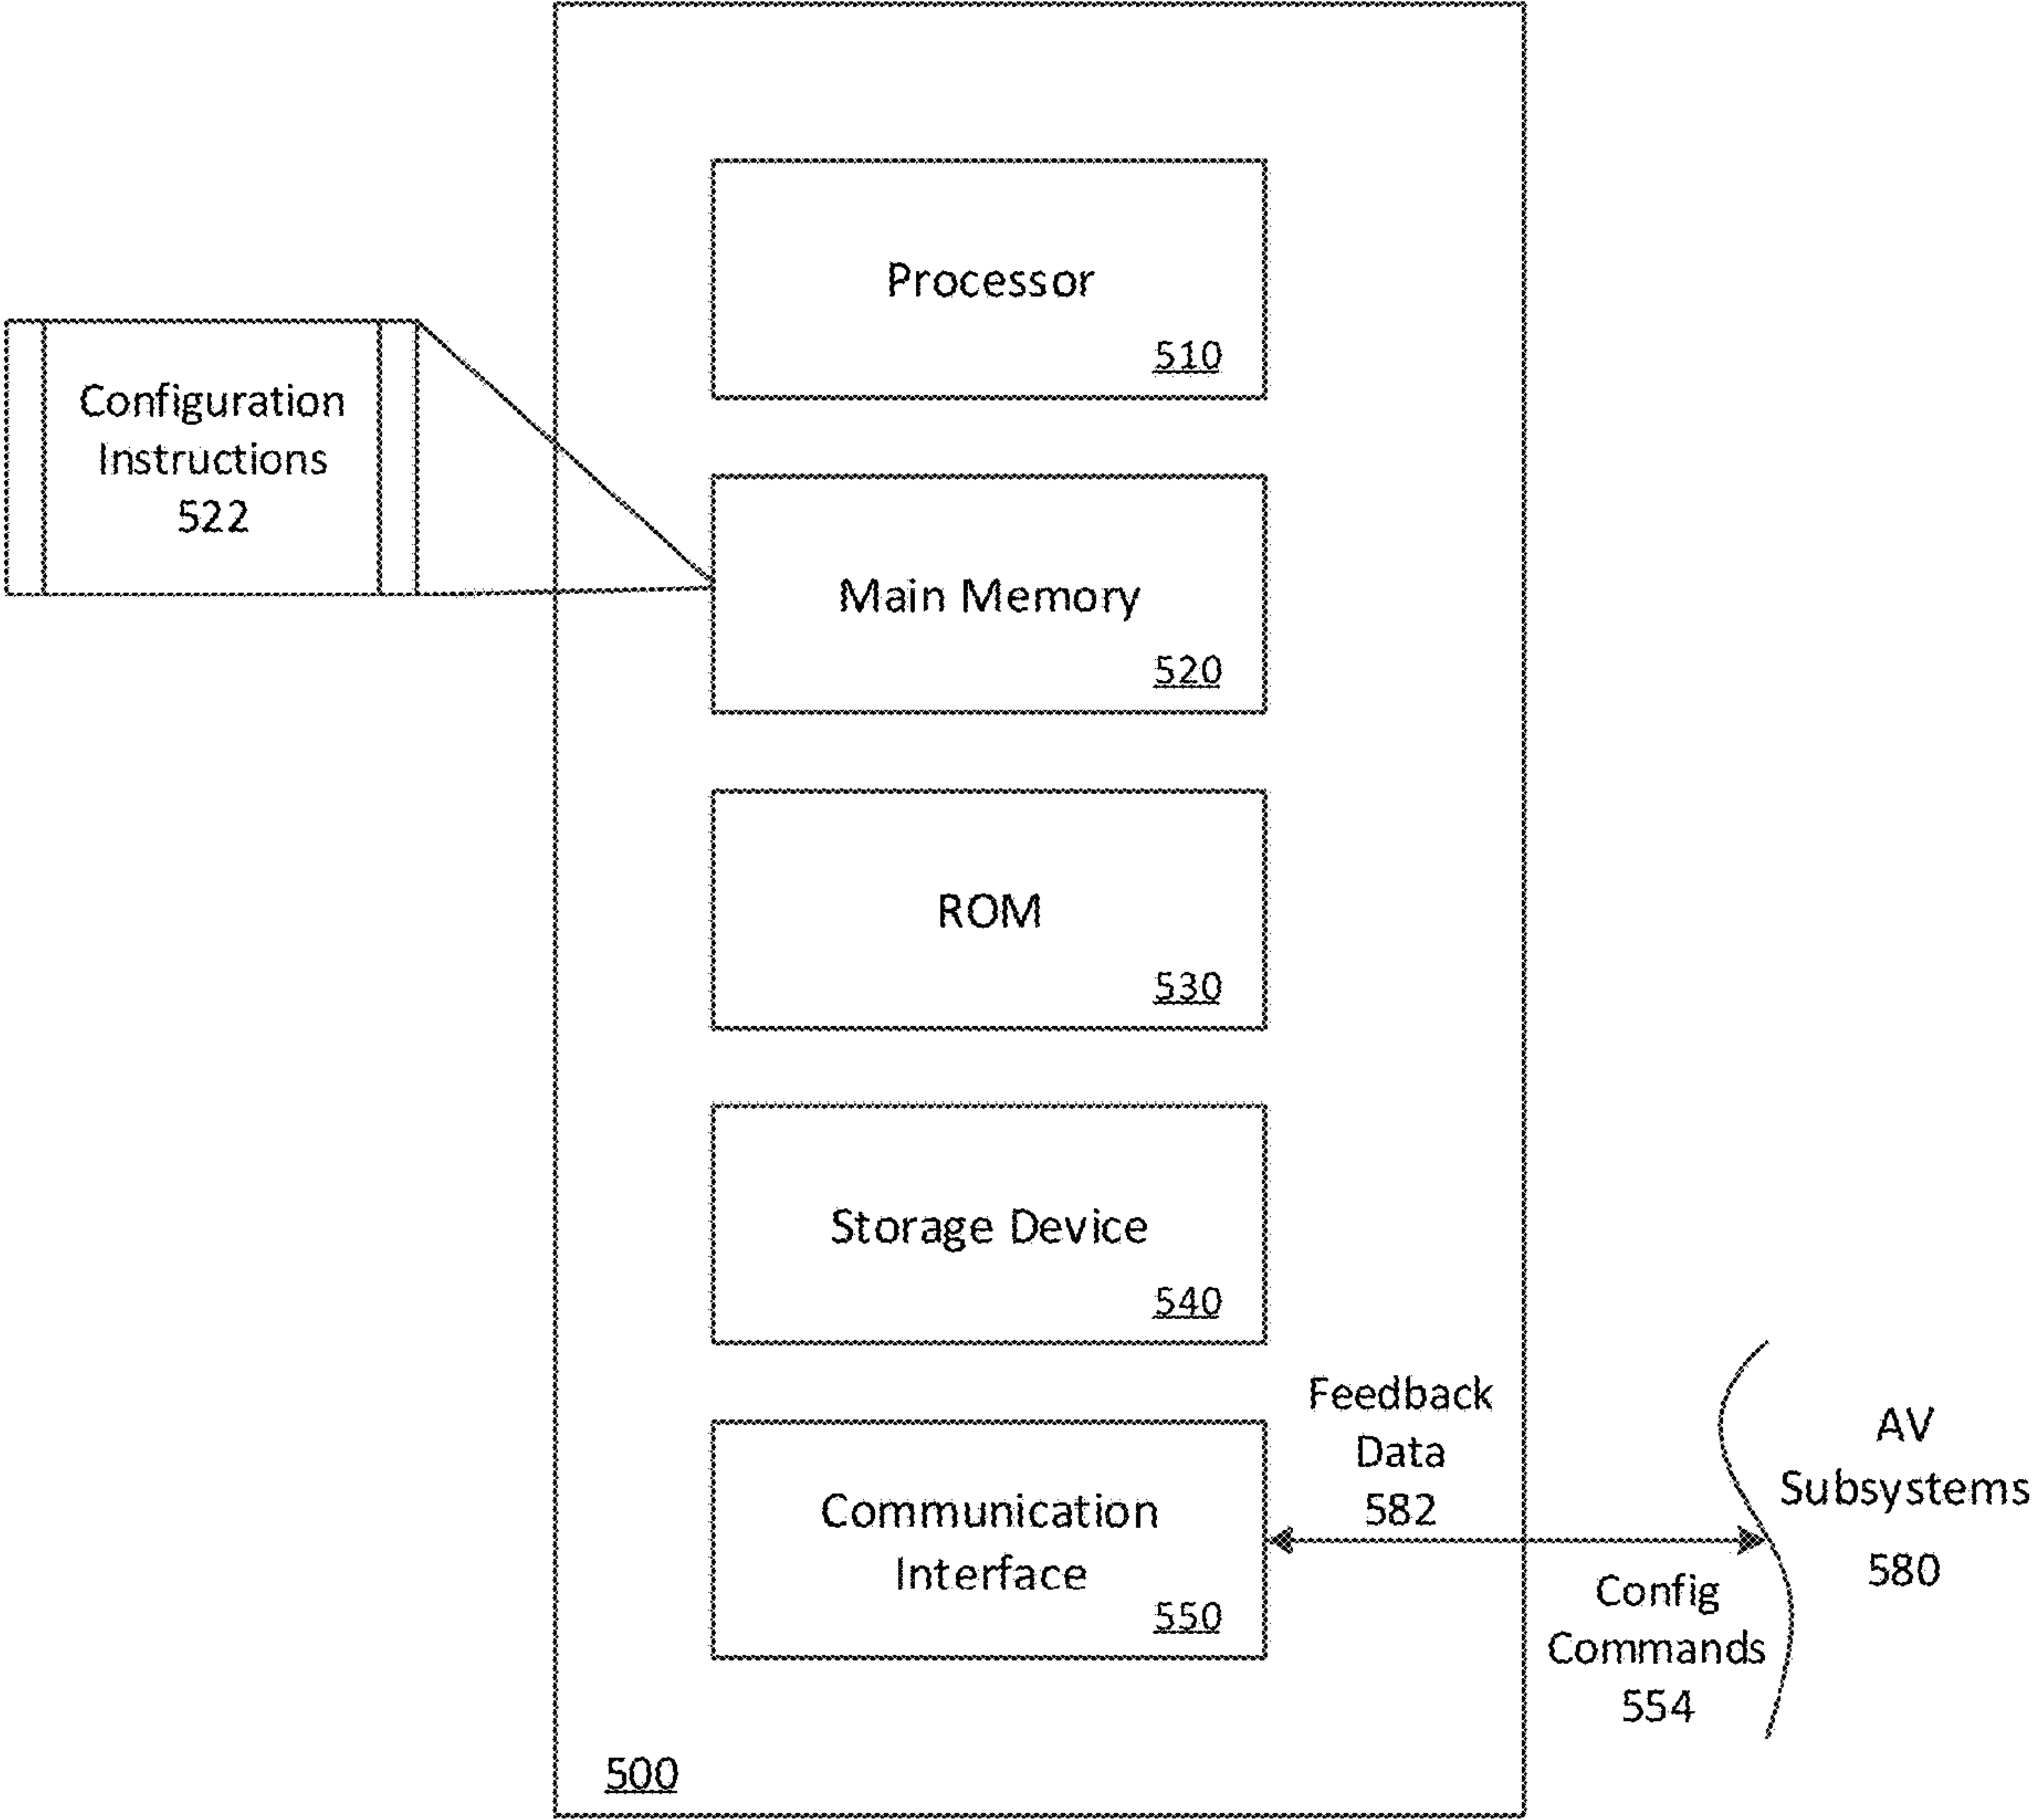 Processor
510
Configuration
Instructions
522
Main Memory
520
ROM
530
Storage Device
540
Feedback
Data
582
Communication
Interface
550
AV
Subsystems
580
Config
Commands
554
500